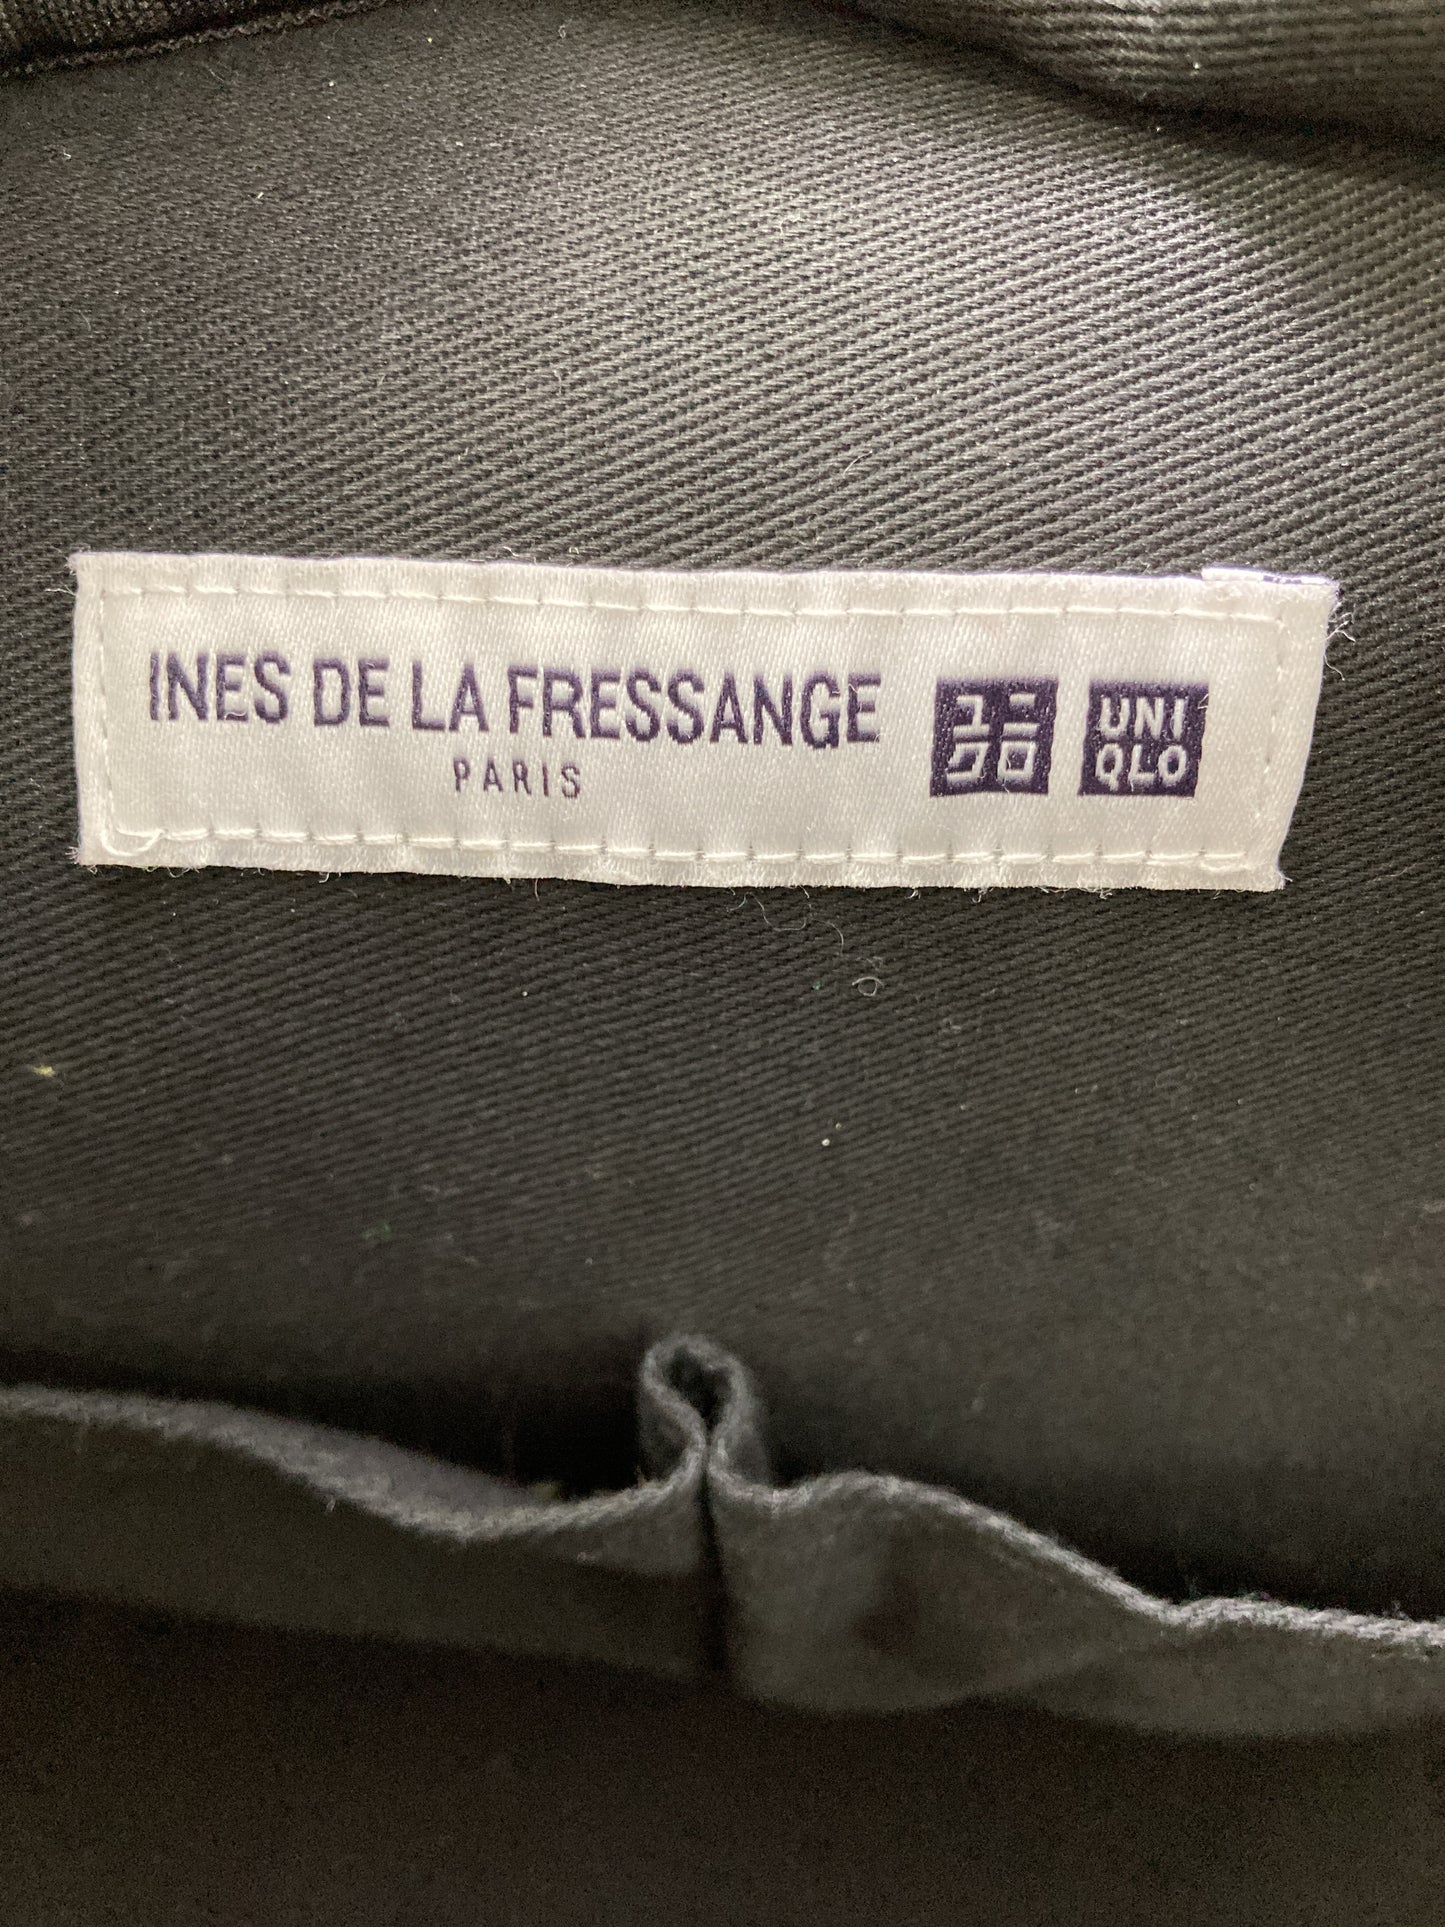 INES DE LA FRESSANGE
PARIS
ユニ
クロ
UNI
QLO